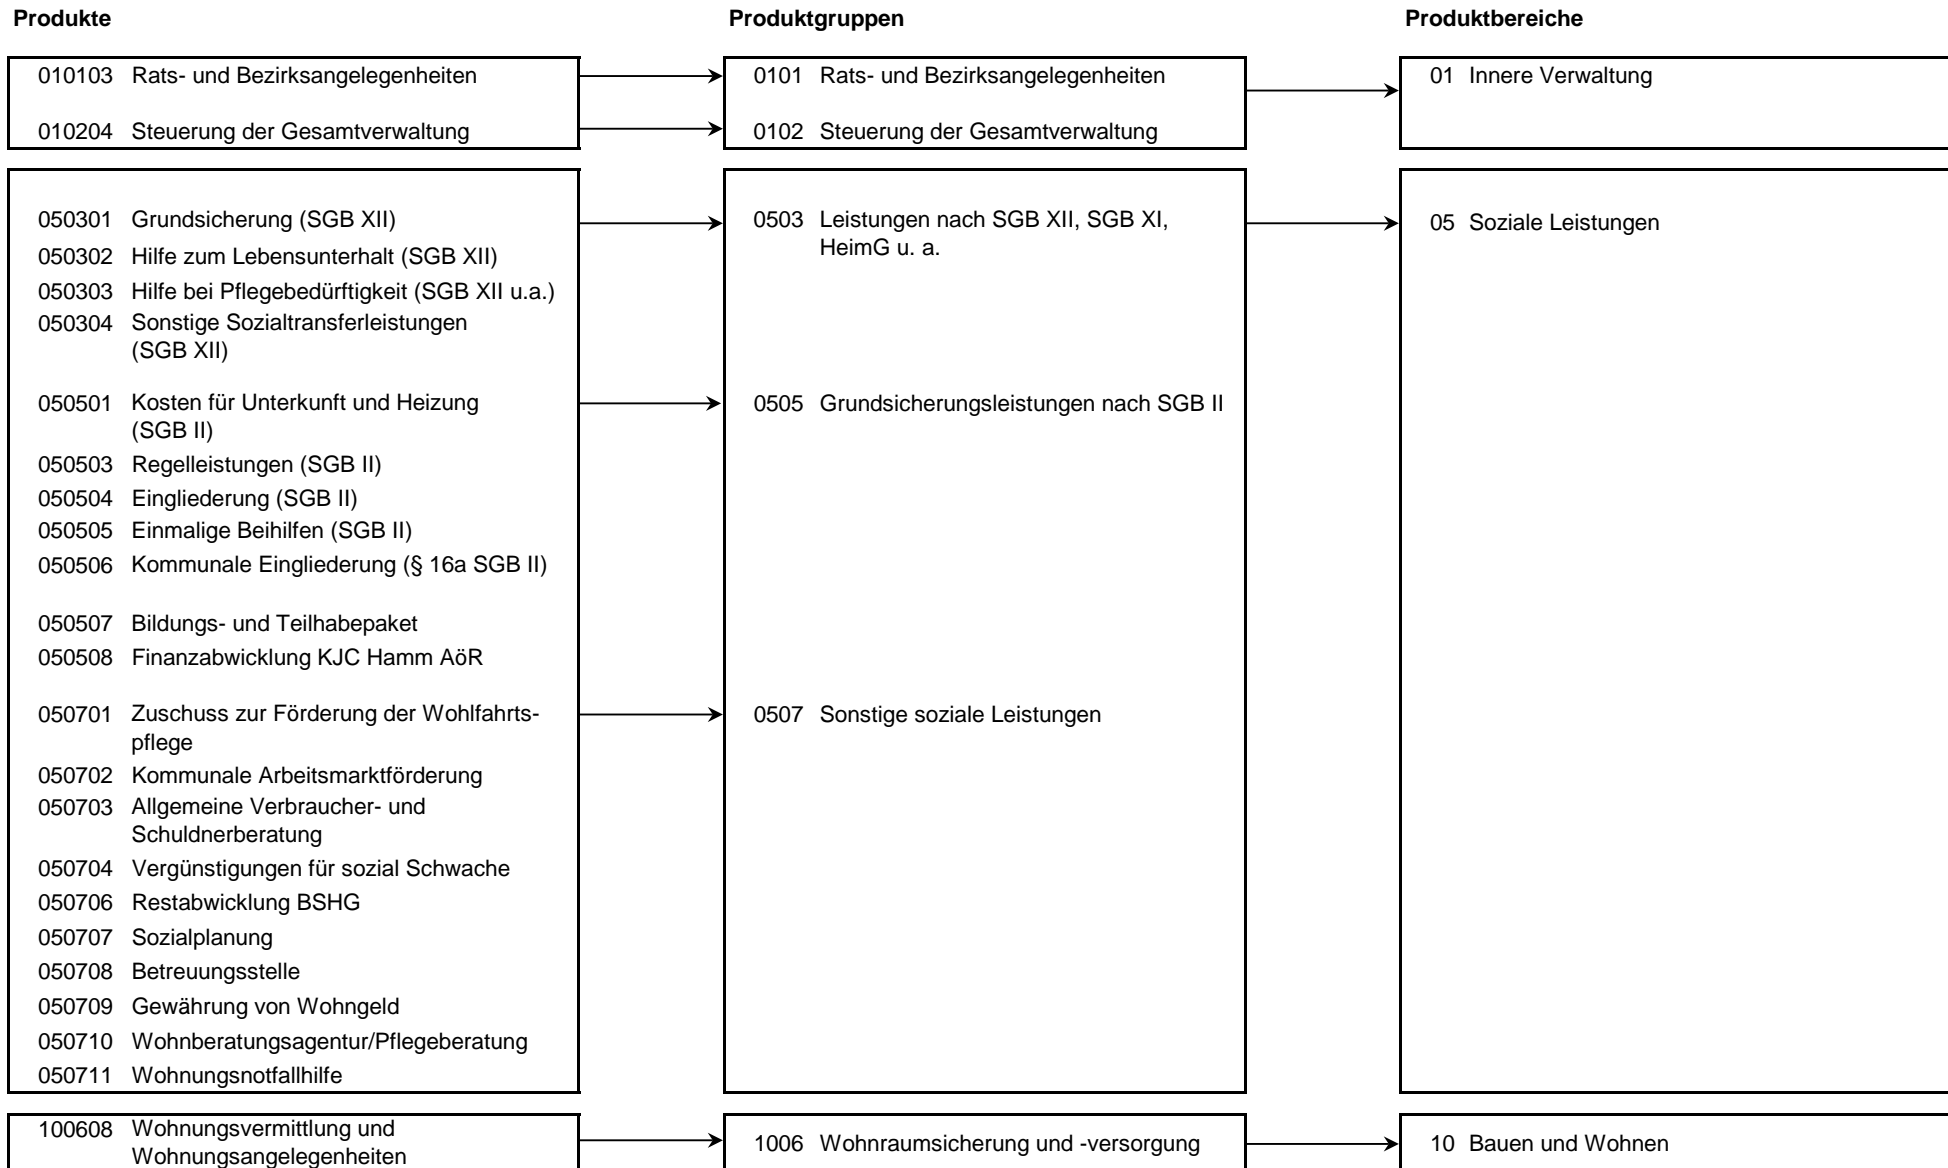 Produkte Produktgruppen Produktbereiche
010103 Rats- und Bezirksangelegenheiten 0101 Rats- und Bezirksangelegenheiten 01 Innere Verwaltung
010204 Steuerung der Gesamtverwaltung 0102 Steuerung der Gesamtverwaltung
050301 Grundsicherung (SGB XII) 0503 Leistungen nach SGB XII, SGB XI, 05 Soziale Leistungen
HeimG u. a.
050302 Hilfe zum Lebensunterhalt (SGB XII)
050303 Hilfe bei Pflegebedürftigkeit (SGB XII u.a.)
050304 Sonstige Sozialtransferleistungen
(SGB XII)
050501 Kosten für Unterkunft und Heizung 0505 Grundsicherungsleistungen nach SGB II
(SGB II)
050503 Regelleistungen (SGB II)
050504 Eingliederung (SGB II)
050505 Einmalige Beihilfen (SGB II)
050506 Kommunale Eingliederung (§ 16a SGB II)
050507 Bildungs- und Teilhabepaket
050508 Finanzabwicklung KJC Hamm AöR
050701 Zuschuss zur Förderung der Wohlfahrts- 0507 Sonstige soziale Leistungen
pflege
050702 Kommunale Arbeitsmarktförderung
050703 Allgemeine Verbraucher- und
Schuldnerberatung
050704 Vergünstigungen für sozial Schwache
050706 Restabwicklung BSHG
050707 Sozialplanung
050708 Betreuungsstelle
050709 Gewährung von Wohngeld
050710 Wohnberatungsagentur/Pflegeberatung
050711 Wohnungsnotfallhilfe
100608 Wohnungsvermittlung und 1006 Wohnraumsicherung und -versorgung 10 Bauen und Wohnen
Wohnungsangelegenheiten